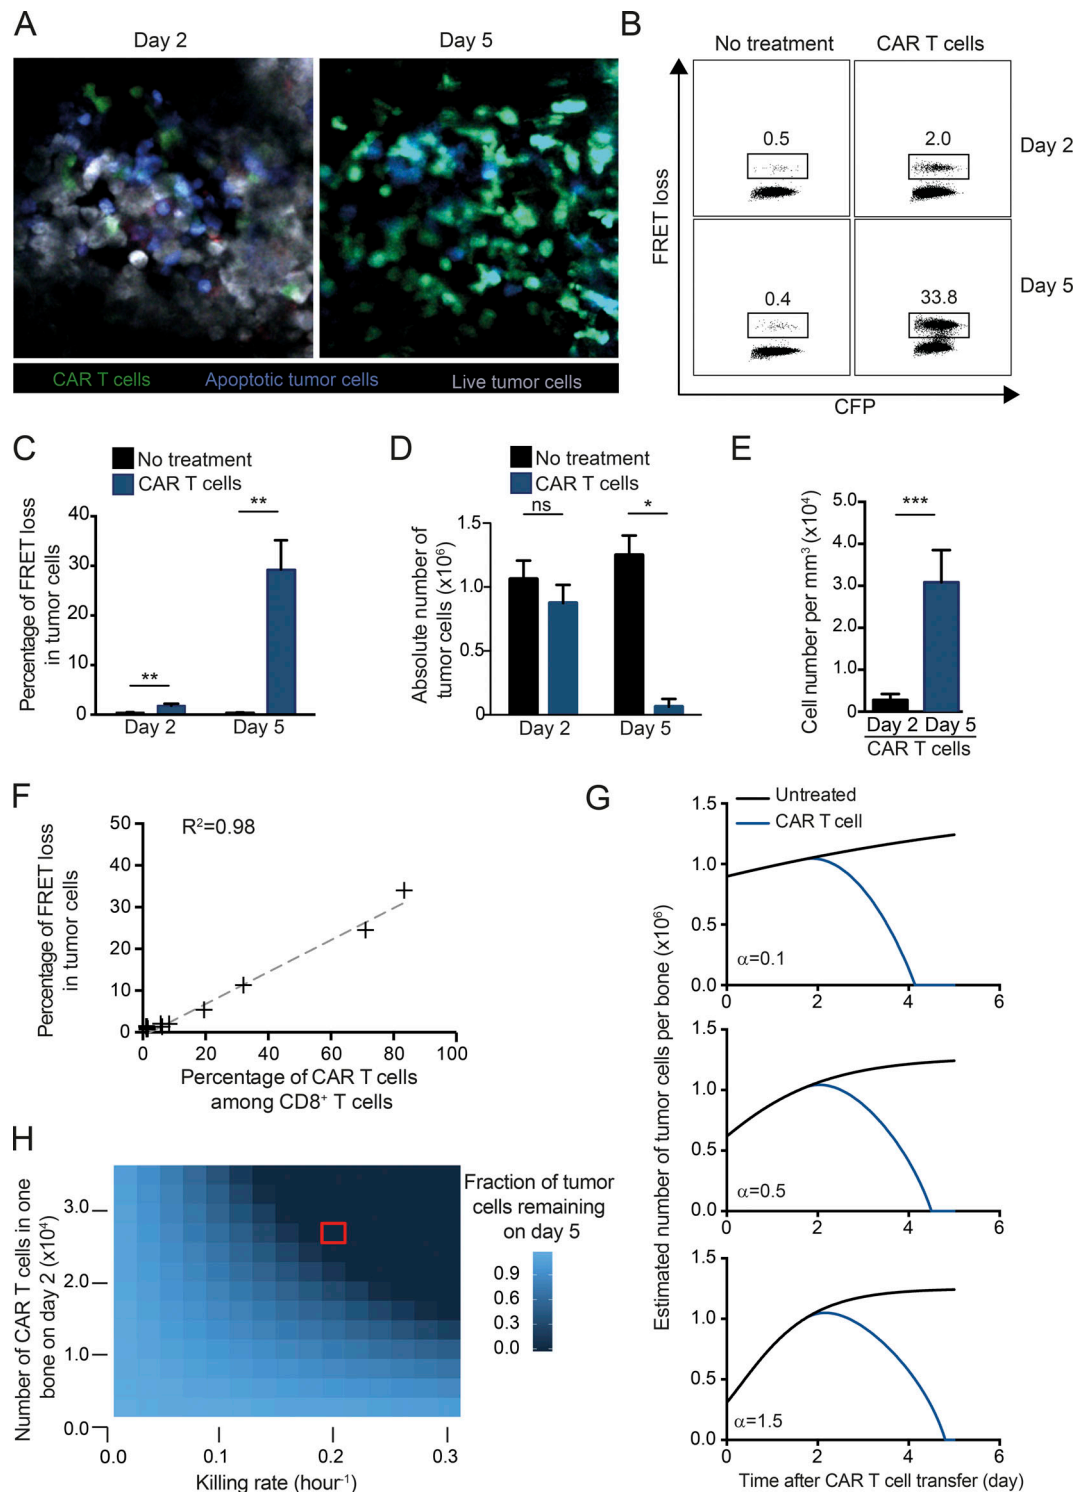 A
Day 2
Day 5
CAR T cells
Apoptotic tumor cells
Live tumor cells
B
No treatment
CAR T cells
FRET loss
0.5
2.0
Day 2
0.4
33.8
Day 5
CFP
C
No treatment
CAR T cells
Percentage of FRET loss
in tumor cells
40
30
20
10
0
**
**
Day 2
Day 5
D
No treatment
CAR T cells
Absolute number of
tumor cells (x10⁶)
1.5
1.0
0.5
0
ns
*
Day 2
Day 5
E
Cell number per mm³ (x10⁴)
5.0
4.0
3.0
2.0
1.0
0
***
Day 2
Day 5
CAR T cells
F
R²=0.98
Percentage of FRET loss
in tumor cells
50
40
30
20
10
0
0
20
40
60
80
100
Percentage of CAR T cells
among CD8⁺ T cells
G
Untreated
CAR T cell
Estimated number of tumor cells per bone (x10⁶)
1.5
1.0
0.5
0.0
α=0.1
0
2
4
6
1.5
1.0
0.5
0.0
α=0.5
0
2
4
6
1.5
1.0
0.5
0.0
α=1.5
0
2
4
6
Time after CAR T cell transfer (day)
H
Number of CAR T cells in one
bone on day 2 (x10⁴)
3.0
2.0
1.0
0.0
0.0
0.1
0.2
0.3
Killing rate (hour⁻¹)
Fraction of tumor
cells remaining
on day 5
0.9
0.6
0.3
0.0